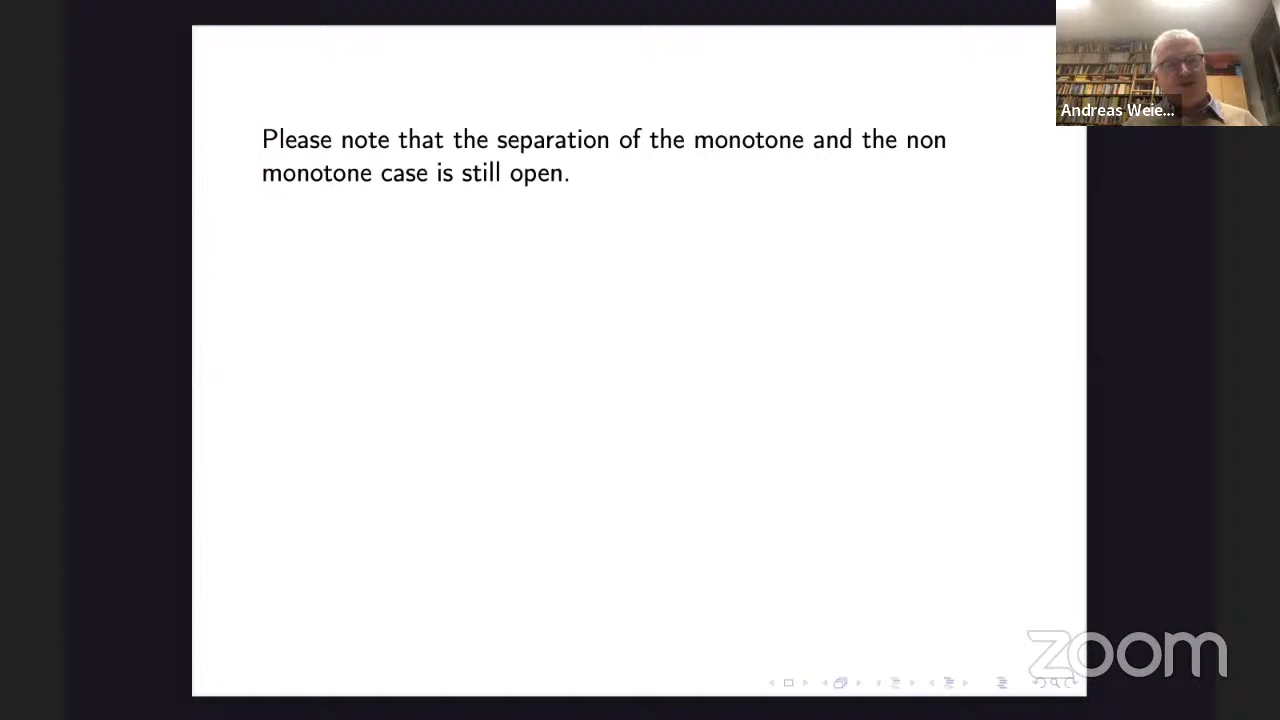 Please note that the separation of the monotone and the non
monotone case is still open.
Andreas Weie...
zoom